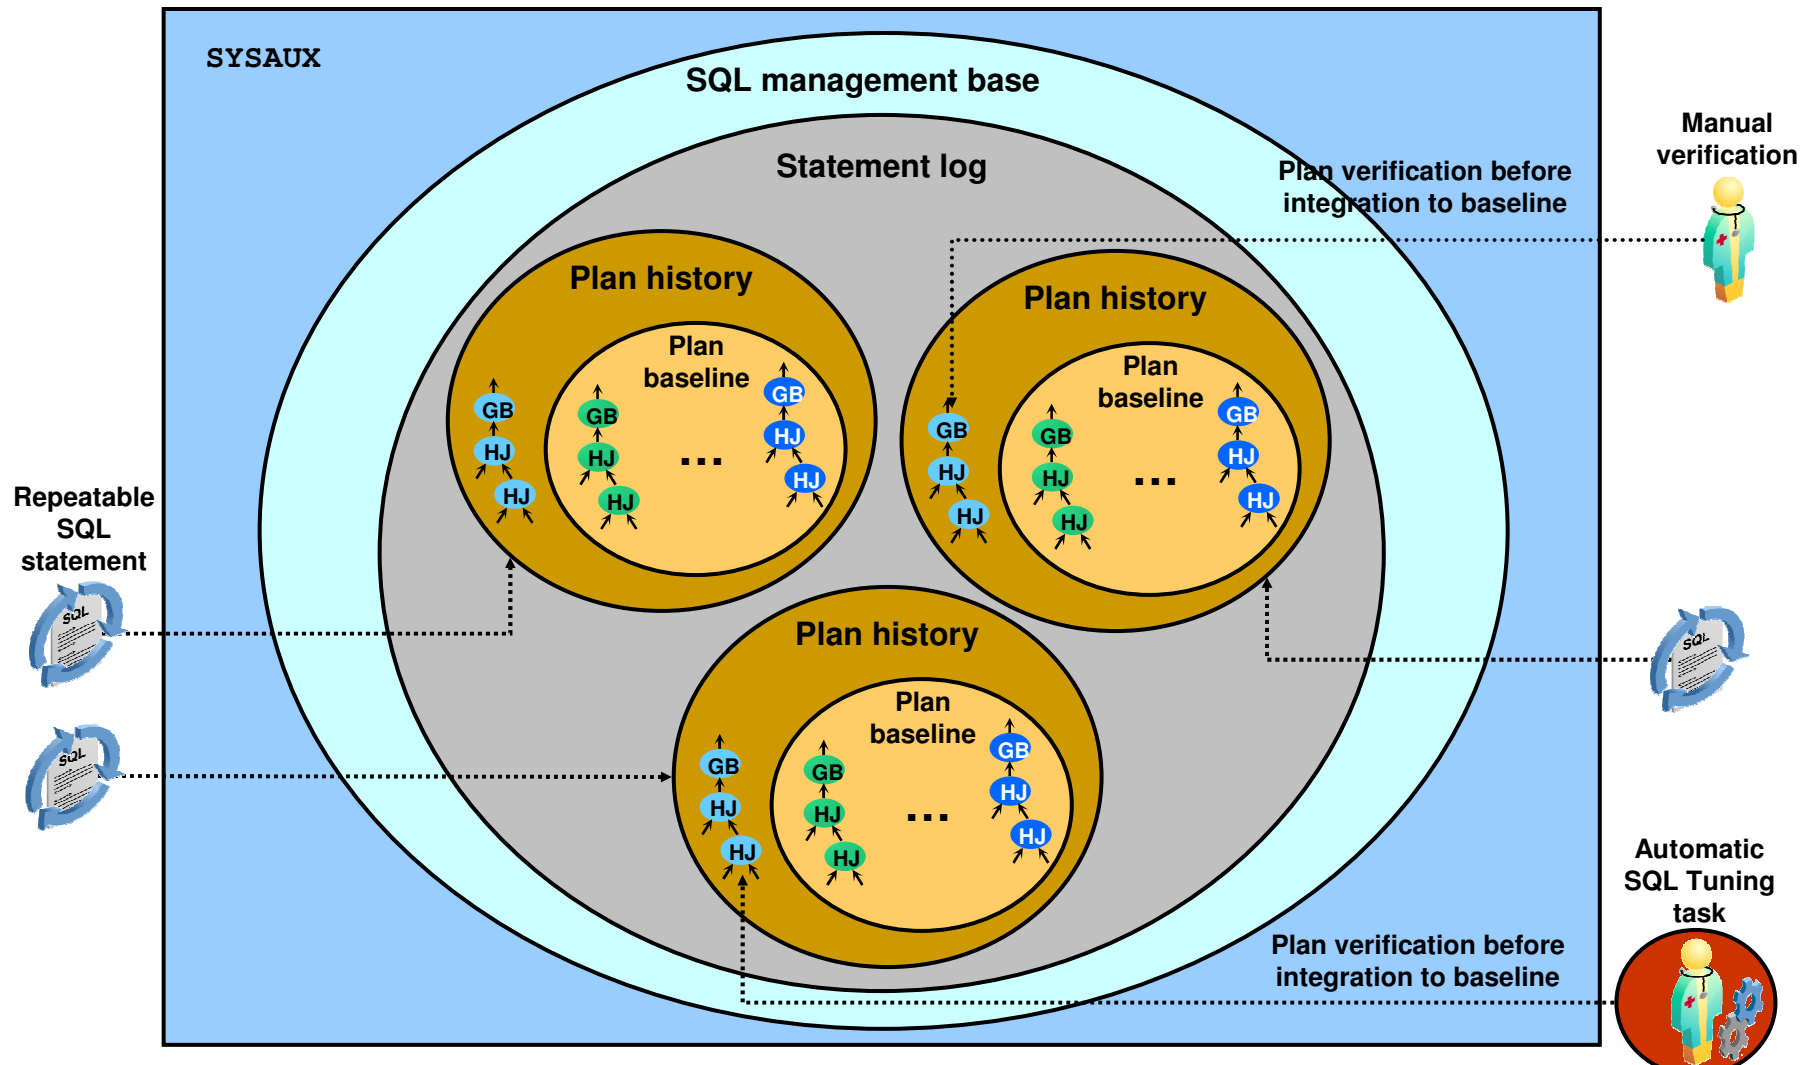 SYSAUX
SQL management base
Statement log
Manual
verification
Plan verification before
integration to baseline
Plan history
Plan
baseline
GB
HJ
HJ
GB
HJ
HJ
...
GB
HJ
HJ
Plan history
Plan
baseline
GB
HJ
HJ
GB
HJ
HJ
...
GB
HJ
HJ
Repeatable
SQL
statement
SQL
SQL
SQL
Plan history
Plan
baseline
GB
HJ
HJ
GB
HJ
HJ
...
GB
HJ
HJ
Automatic
SQL Tuning
task
Plan verification before
integration to baseline